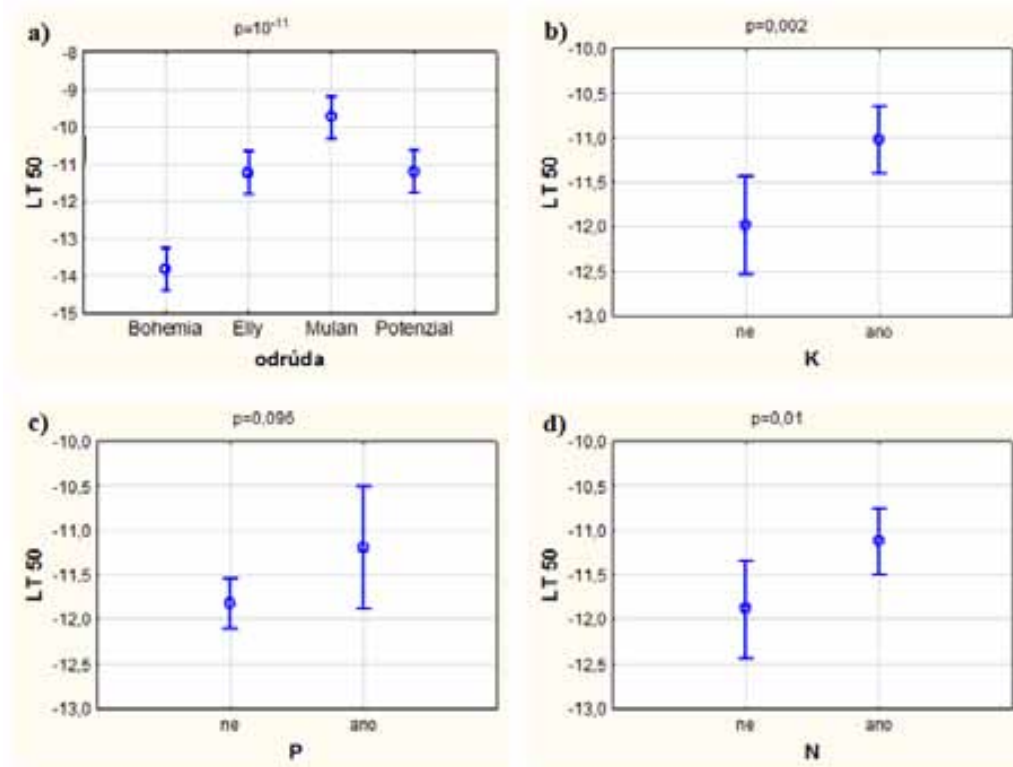 a)
p=10-11
-8
-9
-10
-11
-12
-13
-14
-15
LT 50
Bohemia Elly Mulan Potenzial
odrůda
b)
p=0,002
-10,0
-10,5
-11,0
-11,5
-12,0
-12,5
-13,0
LT 50
ne ano
K
c)
p=0,096
-10,0
-10,5
-11,0
-11,5
-12,0
-12,5
-13,0
LT 50
ne ano
P
d)
p=0,01
-10,0
-10,5
-11,0
-11,5
-12,0
-12,5
-13,0
LT 50
ne ano
N